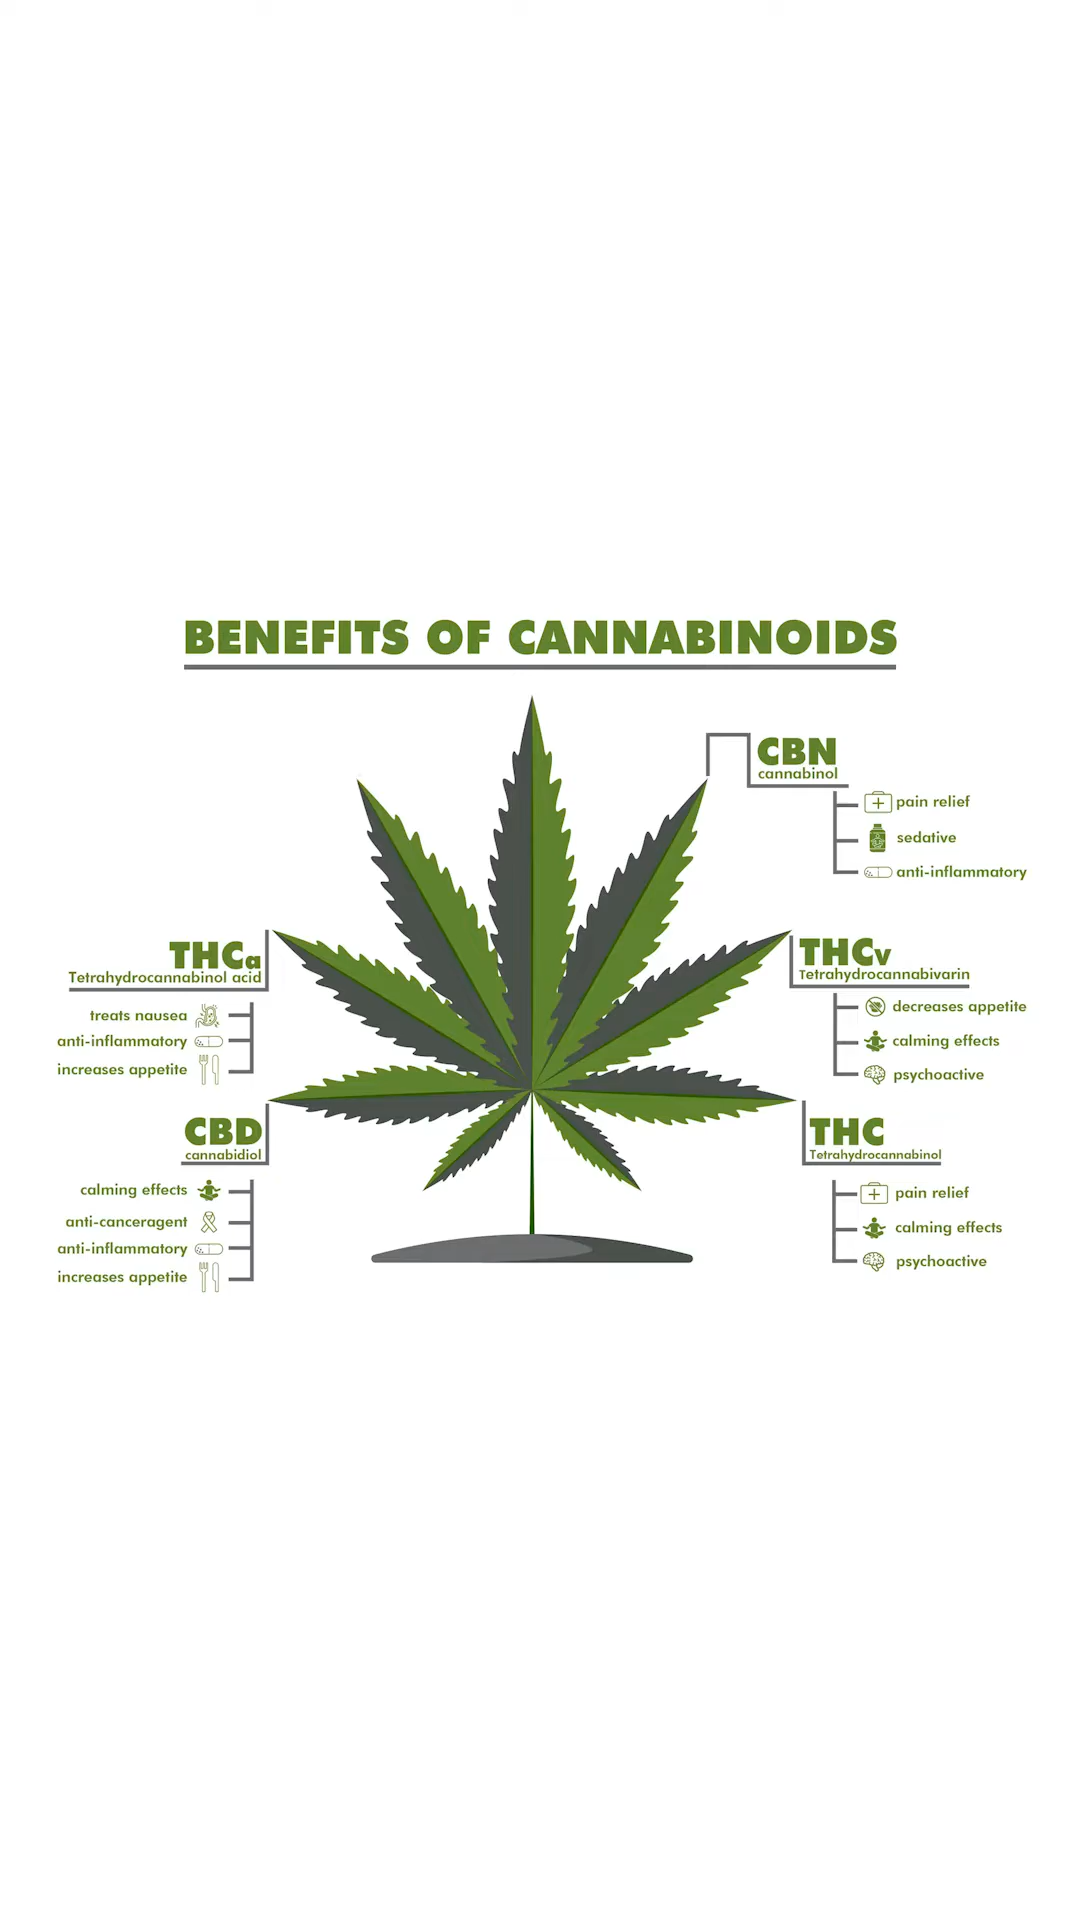 BENEFITS OF CANNABINOIDS
CBN
cannabinol
pain relief
sedative
anti-inflammatory
THCa
Tetrahydrocannabinol acid
treats nausea
anti-inflammatory
increases appetite
THCv
Tetrahydrocannabivarin
decreases appetite
calming effects
psychoactive
CBD
cannabidiol
calming effects
anti-canceragent
anti-inflammatory
increases appetite
THC
Tetrahydrocannabinol
pain relief
calming effects
psychoactive